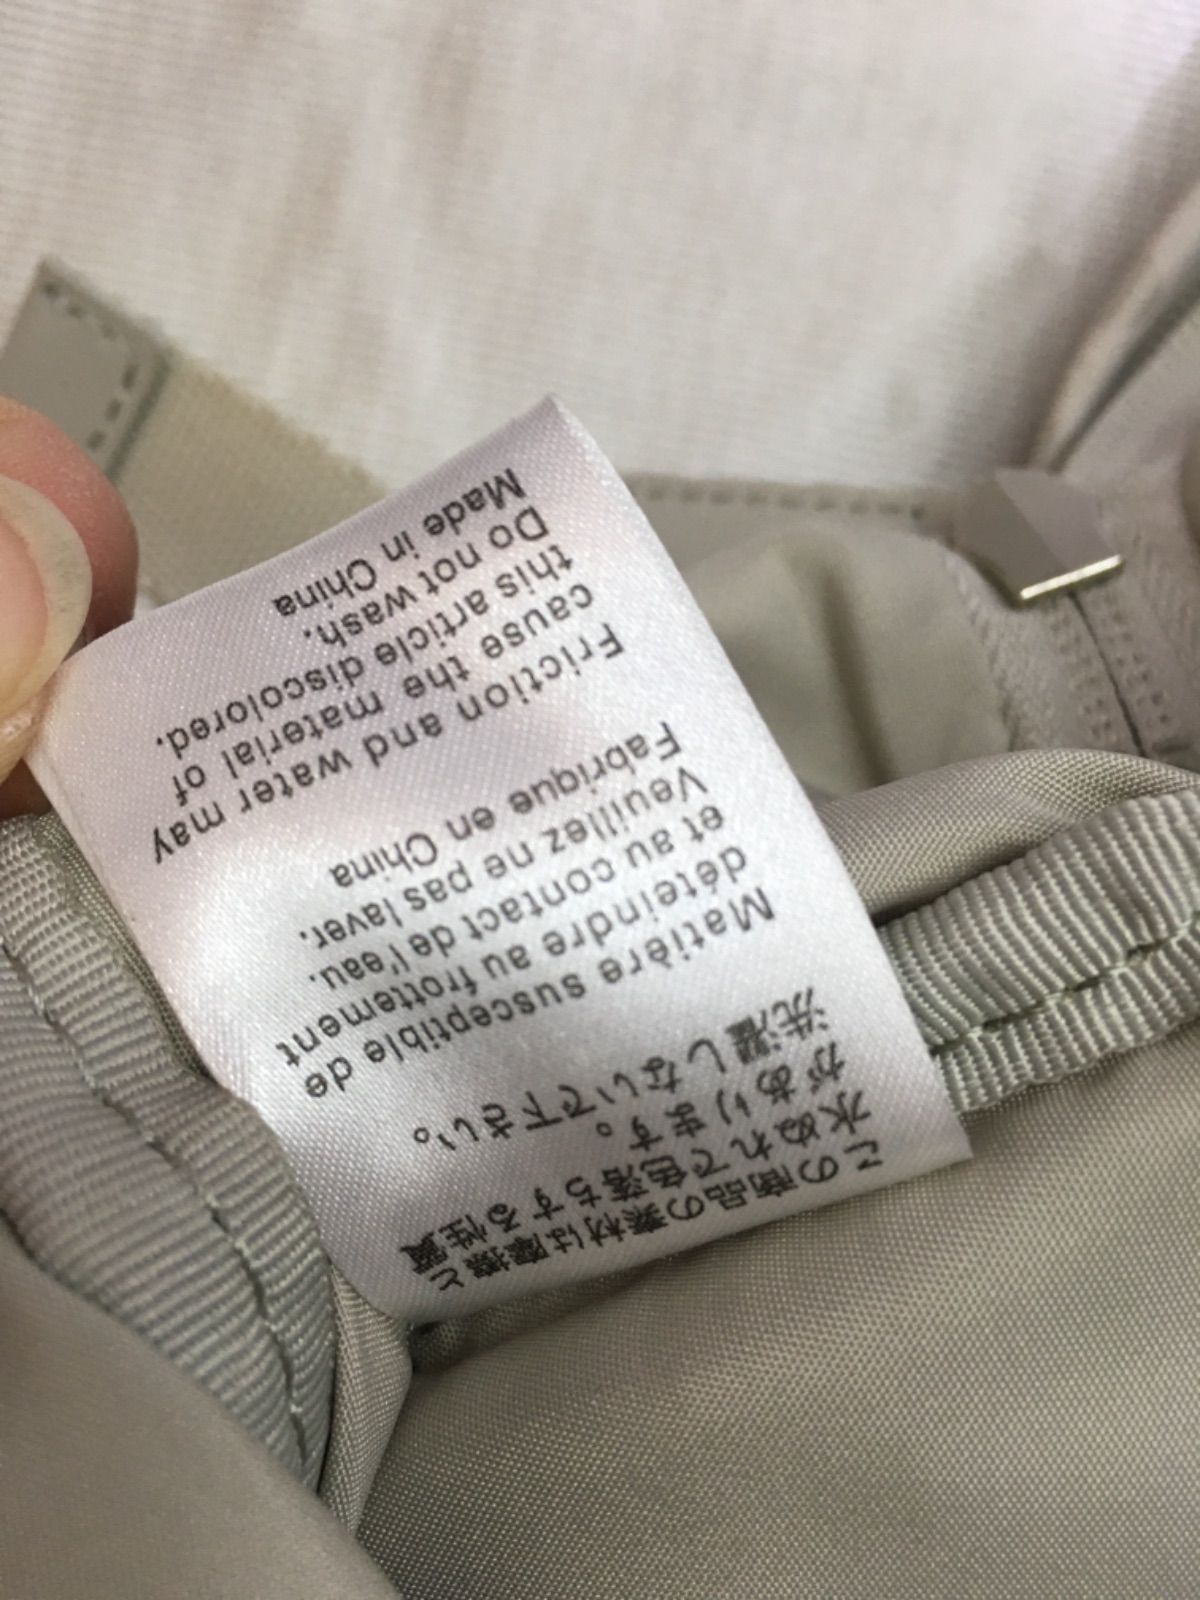 この商品の素材は摩擦と
水ぬれで色落ちする性質
があります。
洗濯しないで下さい。
Matière susceptible de
déteindre au frottement
et au contact de l'eau.
Veuillez ne pas laver.
Fabrique en China
Friction and water may
cause the material of
this article discolored.
Do not wash.
Made in China